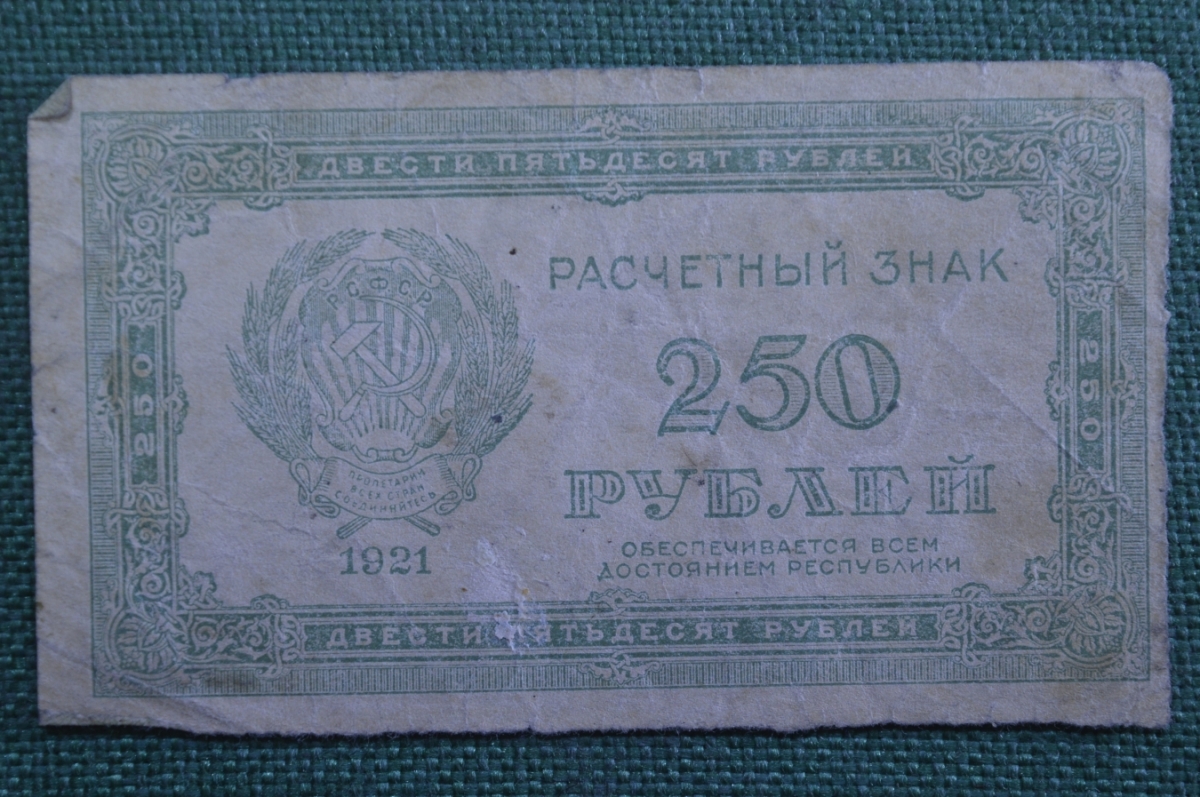 ДВЕСТИ ПЯТЬДЕСЯТ РУБЛЕЙ
РАСЧЕТНЫЙ ЗНАК
250
РУБЛЕЙ
ОБЕСПЕЧИВАЕТСЯ ВСЕМ
ДОСТОЯНИЕМ РЕСПУБЛИКИ
РСФСР
ПРОЛЕТАРИИ
ВСЕХ СТРАН
СОЕДИНЯЙТЕСЬ
1921
250
250
ДВЕСТИ ПЯТЬДЕСЯТ РУБЛЕЙ